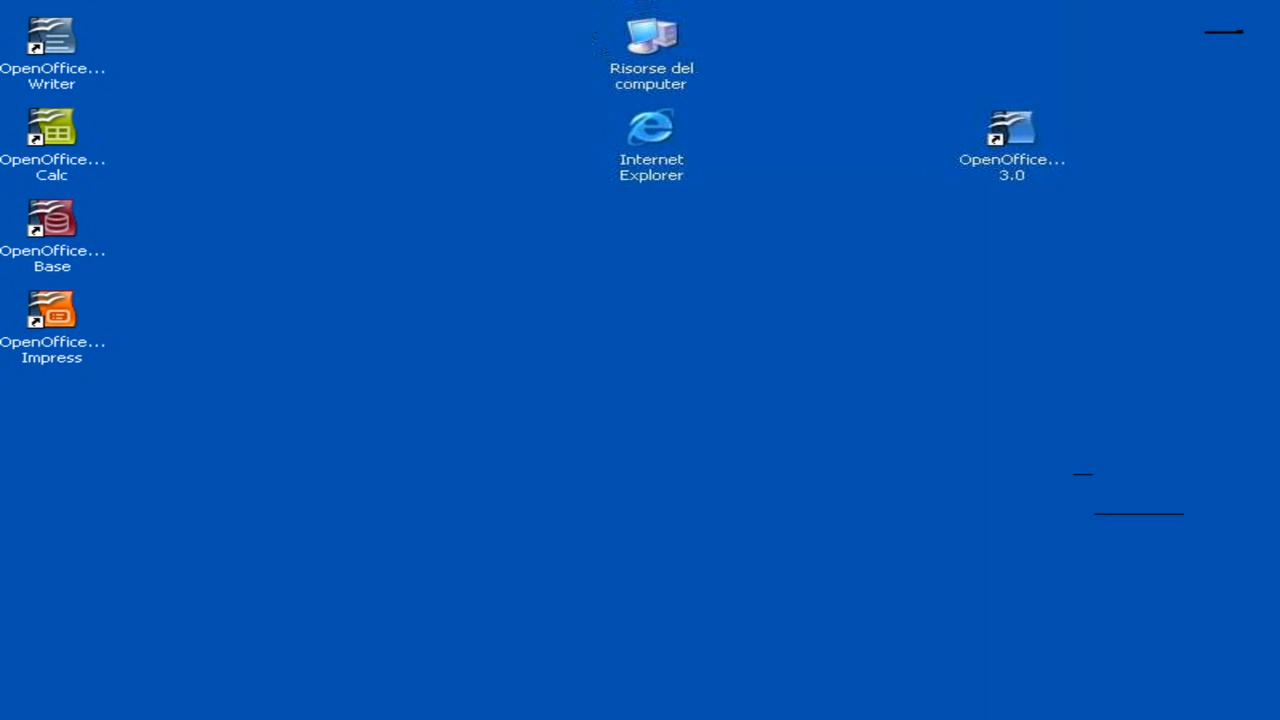 OpenOffice...
Writer
OpenOffice...
Calc
OpenOffice...
Base
OpenOffice...
Impress
Risorse del
computer
Internet
Explorer
OpenOffice...
3.0